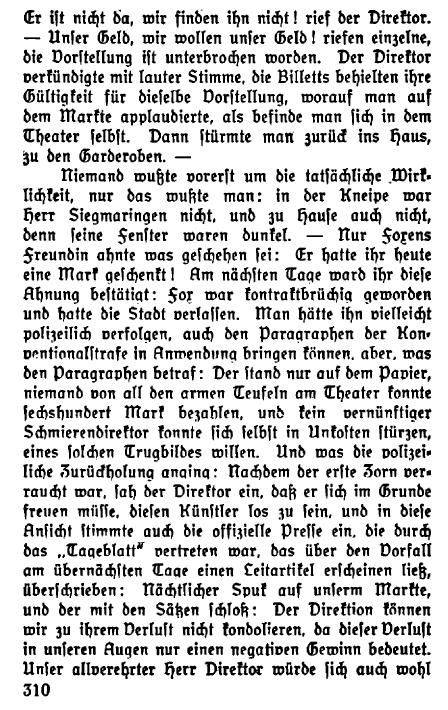 Er ist nicht da, wir finden ihn nicht! rief der Direktor.
— Unser Geld, wir wollen unser Geld! riefen einzelne,
die Vorstellung ist unterbrochen worden. Der Direktor
verkündigte mit lauter Stimme, die Billetts behielten ihre
Gültigkeit für dieselbe Vorstellung, worauf man auf
dem Markte applaudierte, als befinde man sich in dem
Theater selbst. Dann stürmte man zurück ins Haus,
zu den Garderoben. —
Niemand wußte vorerst um die tatsächliche Wirk-
lichkeit, nur das wußte man: in der Kneipe war
Herr Siegmaringen nicht, und zu Hause auch nicht,
denn seine Fenster waren dunkel. — Nur Foxens
Freundin ahnte was geschehen sei: Er hatte ihr heute
eine Mark geschenkt! Am nächsten Tage ward ihr diese
Ahnung bestätigt: Fox war kontraktbrüchig geworden
und hatte die Stadt verlassen. Man hätte ihn vielleicht
polizeilich verfolgen, auch den Paragraphen der Kon-
ventionalstrafe in Anwendung bringen können, aber, was
den Paragraphen betraf: Der stand nur auf dem Papier,
niemand von all den armen Teufeln am Theater konnte
sechshundert Mark bezahlen, und kein vernünftiger
Schmierendirektor konnte sich selbst in Unkosten stürzen,
eines solchen Trugbildes willen. Und was die polizei-
liche Zurückholung anging: Nachdem der erste Zorn ver-
raucht war, sah der Direktor ein, daß er sich im Grunde
freuen müsse, diesen Künstler los zu sein, und in diese
Ansicht stimmte auch die offizielle Presse ein, die durch
das „Tageblatt“ vertreten war, das über den Vorfall
am übernächsten Tage einen Leitartikel erscheinen ließ,
überschrieben: Nächtlicher Spuk auf unserm Markte,
und der mit den Sätzen schloß: Der Direktion können
wir zu ihrem Verlust nicht kondolieren, da dieser Verlust
in unseren Augen nur einen negativen Gewinn bedeutet.
Unser allverehrter Herr Direktor würde sich auch wohl
310